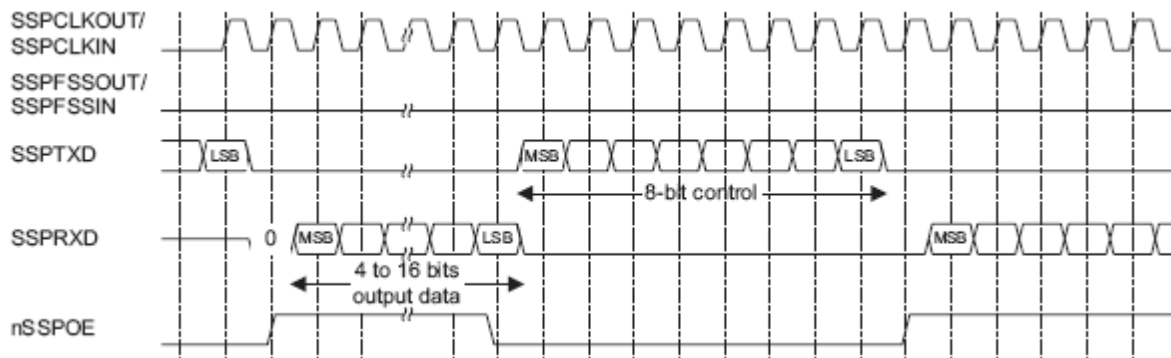 SSPCLKOUT/
SSPCLKIN
SSPFSSOUT/
SSPFSSIN
SSPTXD
LSB
MSB
LSB
8-bit control
SSPRXD
0
MSB
LSB
MSB
4 to 16 bits
output data
nSSPOE